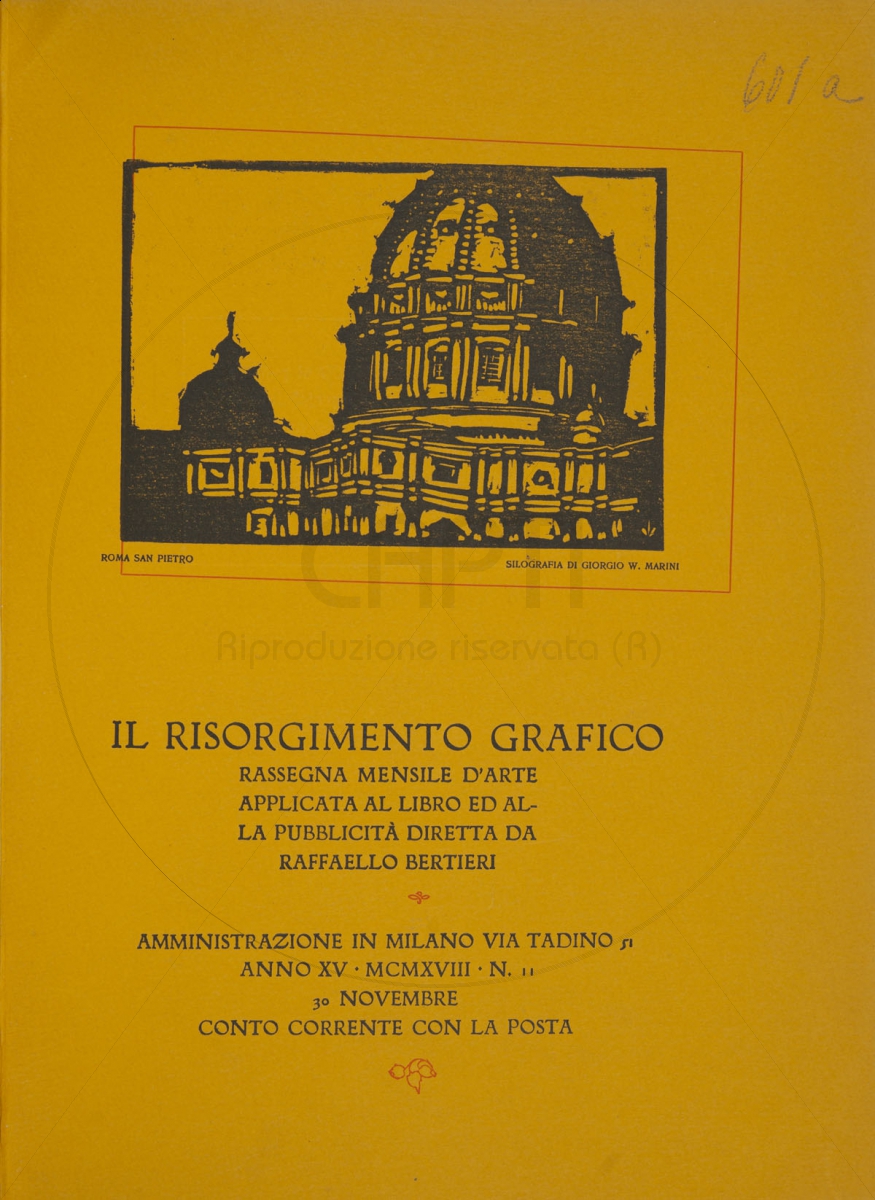 601 a
ROMA SAN PIETRO
SILOGRAFIA DI GIORGIO W. MARINI
CHPM
Riproduzione riservata (R)
IL RISORGIMENTO GRAFICO
RASSEGNA MENSILE D'ARTE
APPLICATA AL LIBRO ED AL-
LA PUBBLICITÀ DIRETTA DA
RAFFAELLO BERTIERI
AMMINISTRAZIONE IN MILANO VIA TADINO 51
ANNO XV · MCMXVIII · N. 11
30 NOVEMBRE
CONTO CORRENTE CON LA POSTA